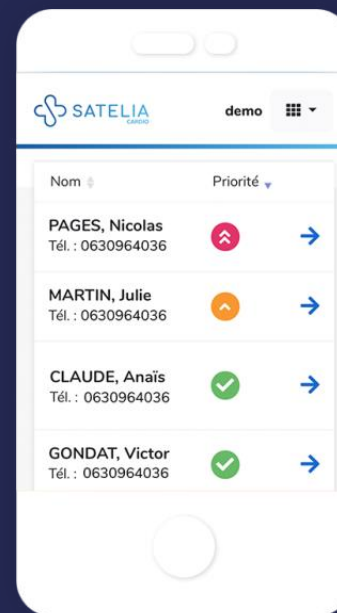 SATELIA
CARDIO
demo
Nom Priorité
PAGES, Nicolas
Tél. : 0630964036
MARTIN, Julie
Tél. : 0630964036
CLAUDE, Anaïs
Tél. : 0630964036
GONDAT, Victor
Tél. : 0630964036